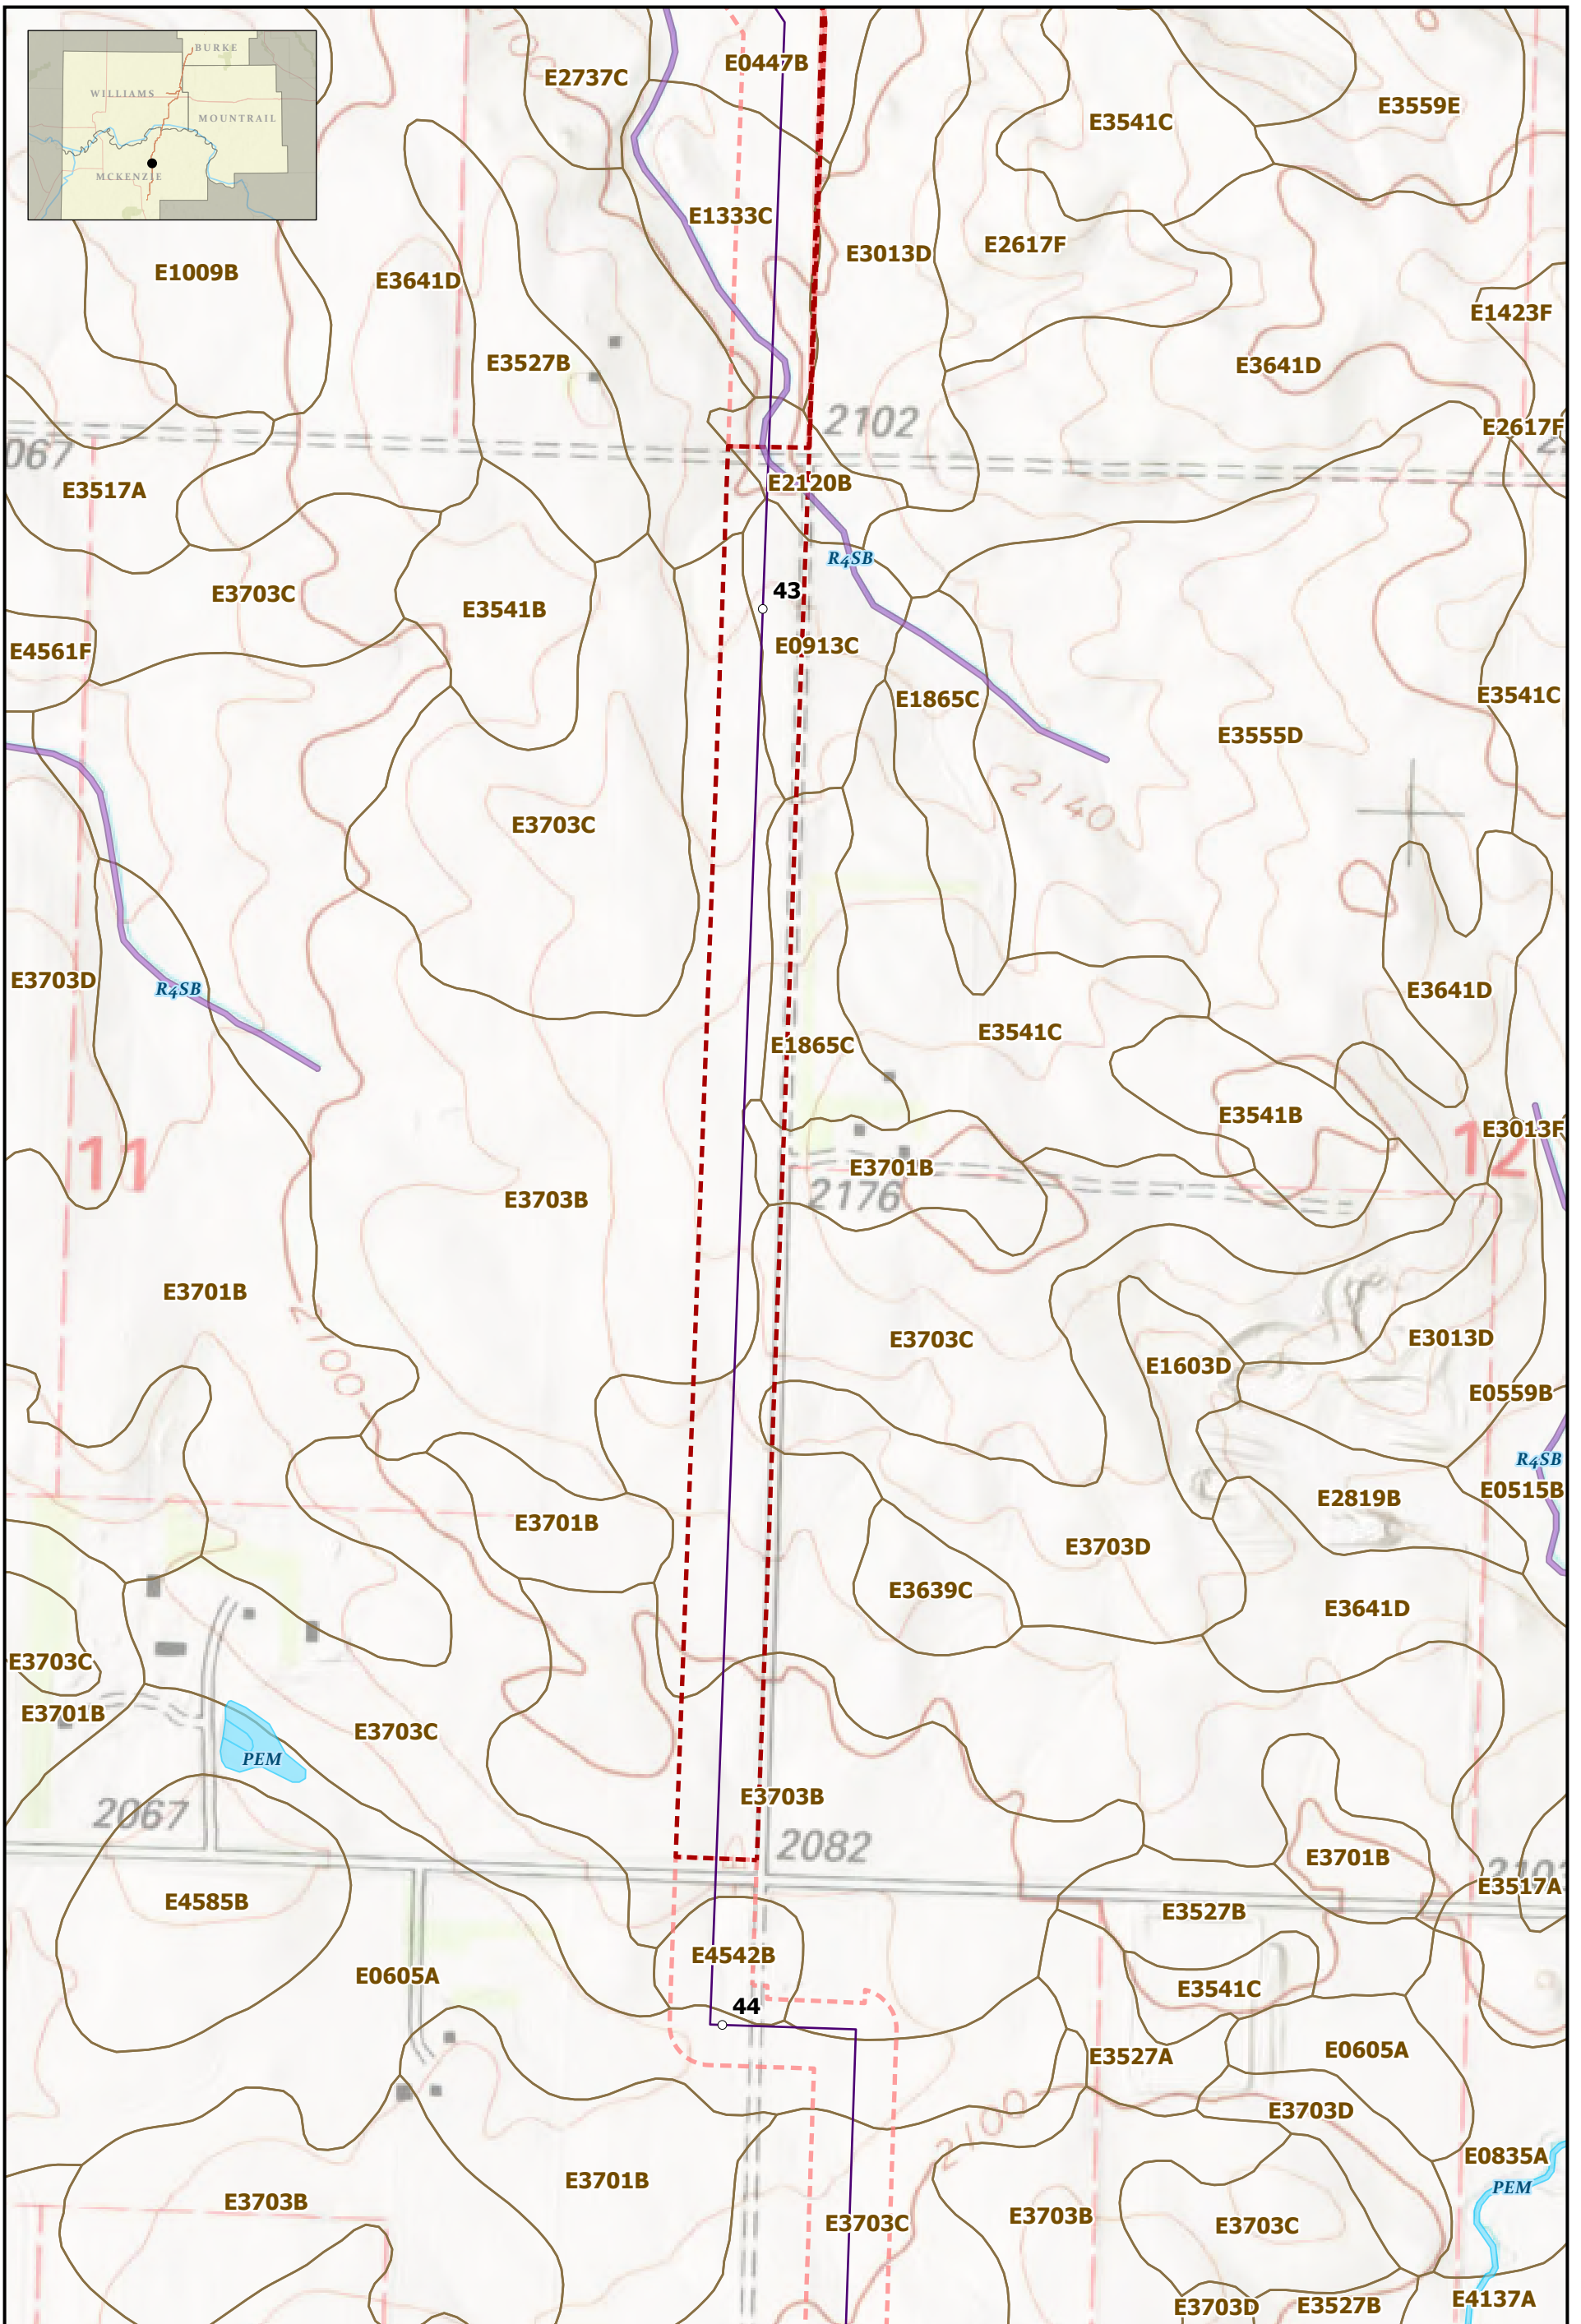 BURKE
WILLIAMS
MOUNTRAIL
MCKENZIE
E0447B
E2737C
E3559E
E3541C
E1333C
E2617F
E3013D
E1009B
E3641D
E1423F
E3527B
E3641D
2102
E2617F
067
E2120B
E3517A
R4SB
43
E3703C
E3541B
E0913C
E4561F
E1865C
E3541C
E3555D
2140
E3703C
E3703D
R4SB
E3641D
E3541C
E1865C
E3541B
E3013F
11
12
E3701B
2176
E3703B
E3701B
2100
E3703C
E3013D
E1603D
E0559B
R4SB
E0515B
E2819B
E3701B
E3703D
E3639C
E3641D
E3703C
E3701B
E3703C
PEM
E3703B
2067
2082
E3701B
E3517A
E4585B
E3527B
E4542B
E0605A
E3541C
44
E0605A
E3527A
2100
E3703D
E0835A
PEM
E3701B
E3703B
E3703B
E3703C
E3703C
E4137A
E3703D
E3527B